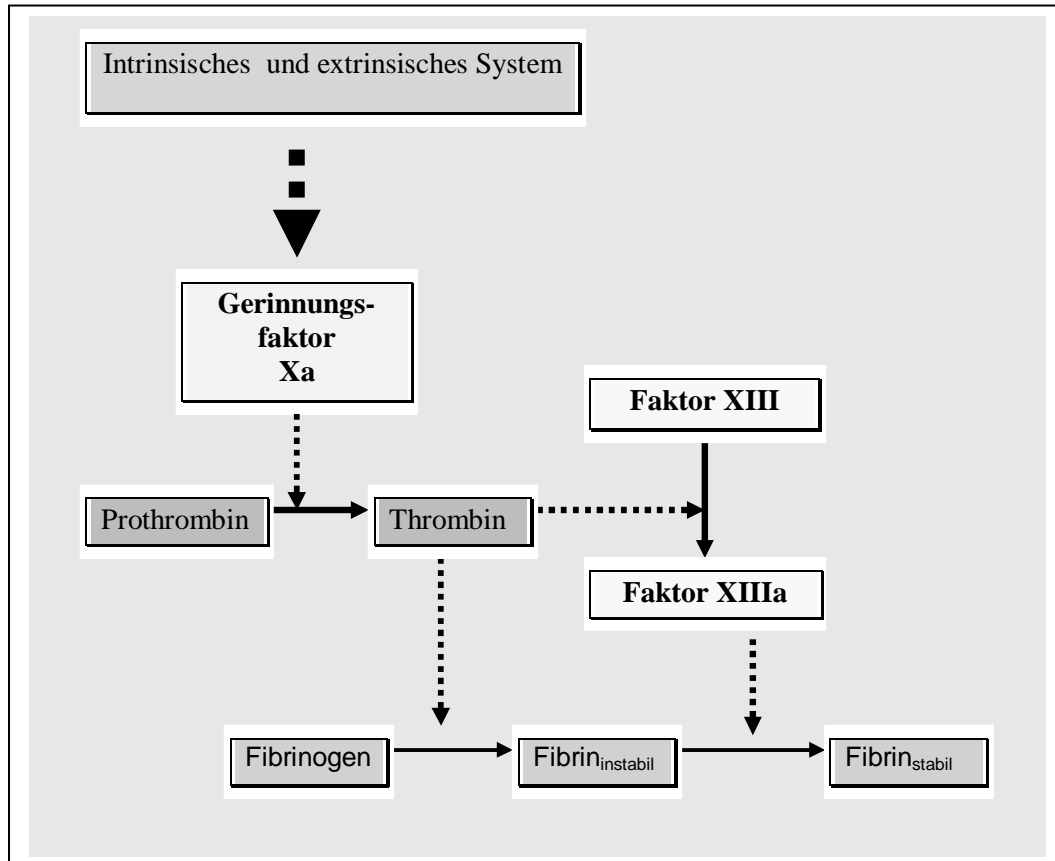 Intrinsisches und extrinsisches System
Gerinnungs-
faktor
Xa
Faktor XIII
Prothrombin
Thrombin
Faktor XIIIa
Fibrinogen
Fibrininstabil
Fibrinstabil